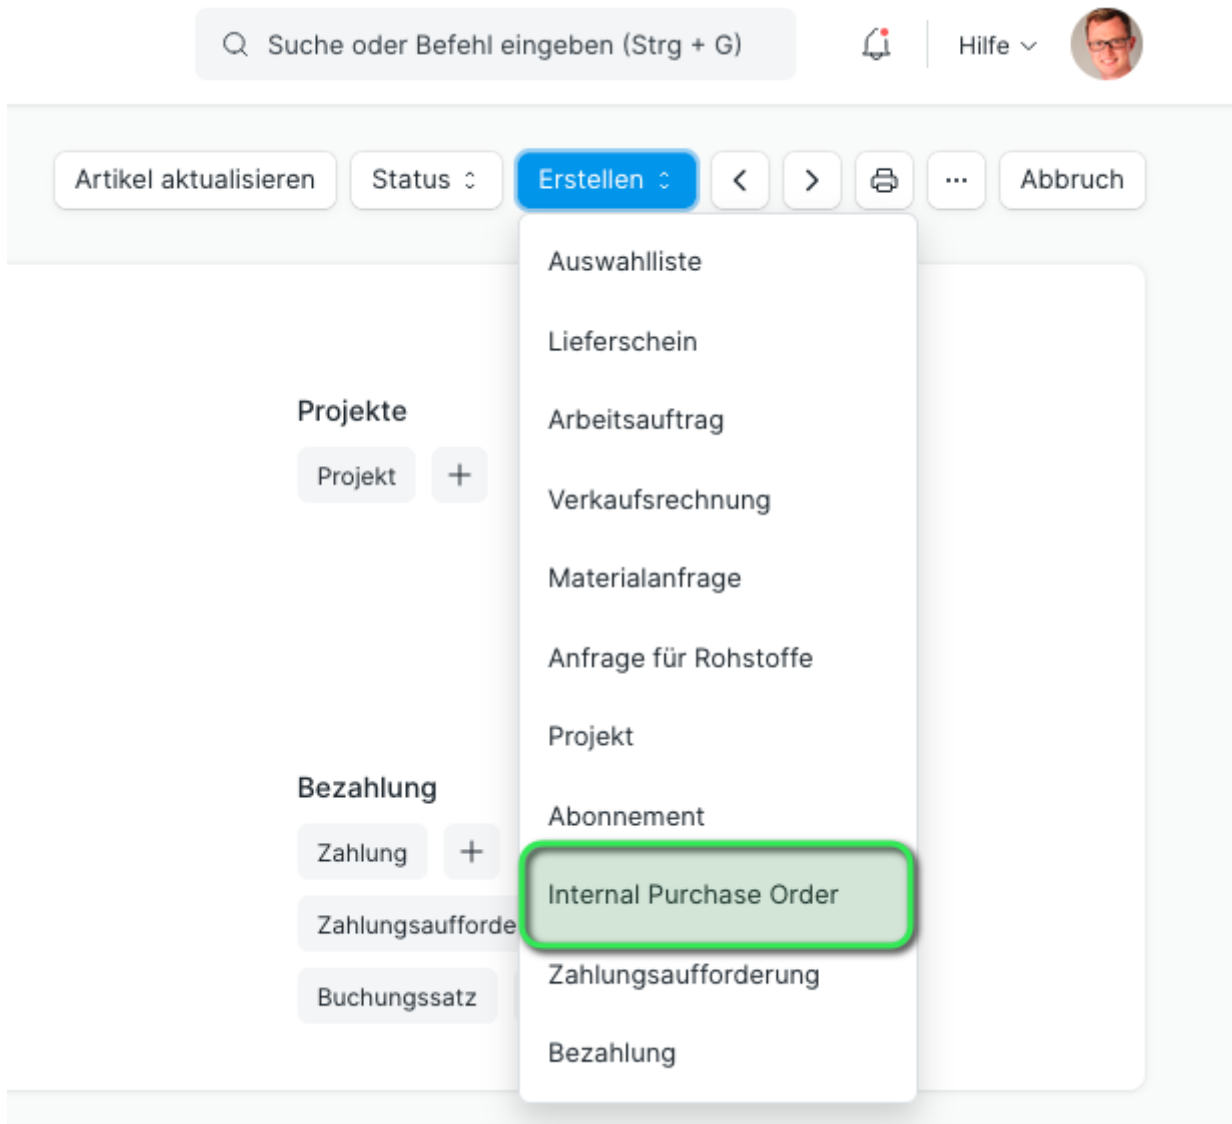 Suche oder Befehl eingeben (Strg + G)
Hilfe
Artikel aktualisieren
Status
Erstellen
...
Abbruch
Auswahlliste
Lieferschein
Arbeitsauftrag
Verkaufsrechnung
Materialanfrage
Anfrage für Rohstoffe
Projekt
Abonnement
Internal Purchase Order
Zahlungsaufforderung
Bezahlung
Projekte
Projekt +
Bezahlung
Zahlung +
Zahlungsaufforde
Buchungssatz